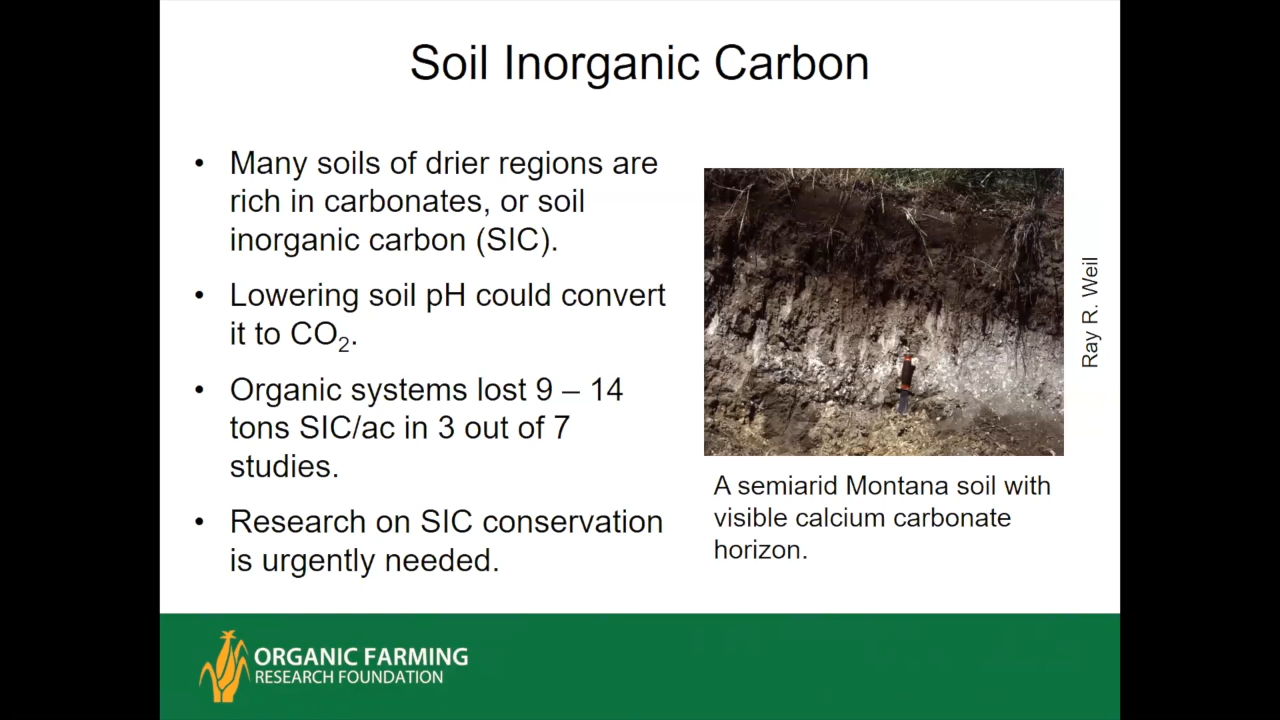 Soil Inorganic Carbon
• Many soils of drier regions are
rich in carbonates, or soil
inorganic carbon (SIC).
• Lowering soil pH could convert
it to CO₂.
• Organic systems lost 9 – 14
tons SIC/ac in 3 out of 7
studies.
• Research on SIC conservation
is urgently needed.
Ray R. Weil
A semiarid Montana soil with
visible calcium carbonate
horizon.
ORGANIC FARMING
RESEARCH FOUNDATION